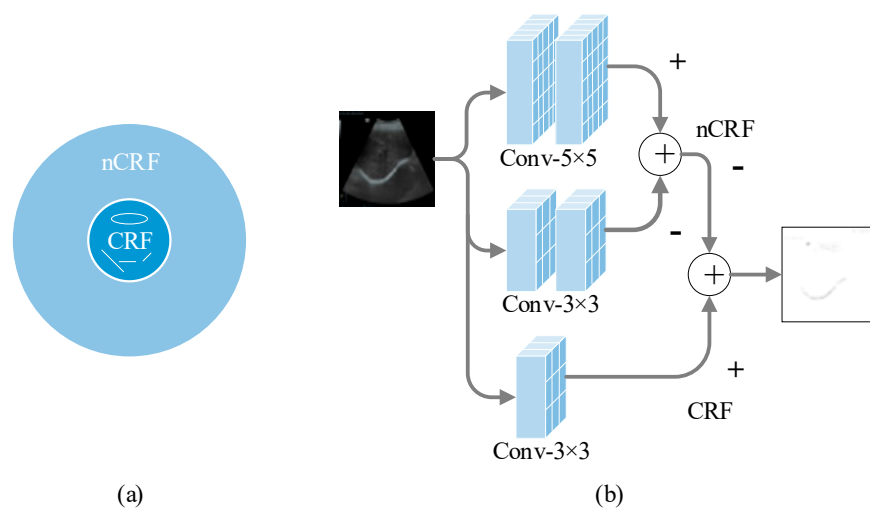 nCRF
CRF
(a)
+
Conv-5×5
+
nCRF
-
-
Conv-3×3
+
+
CRF
Conv-3×3
(b)